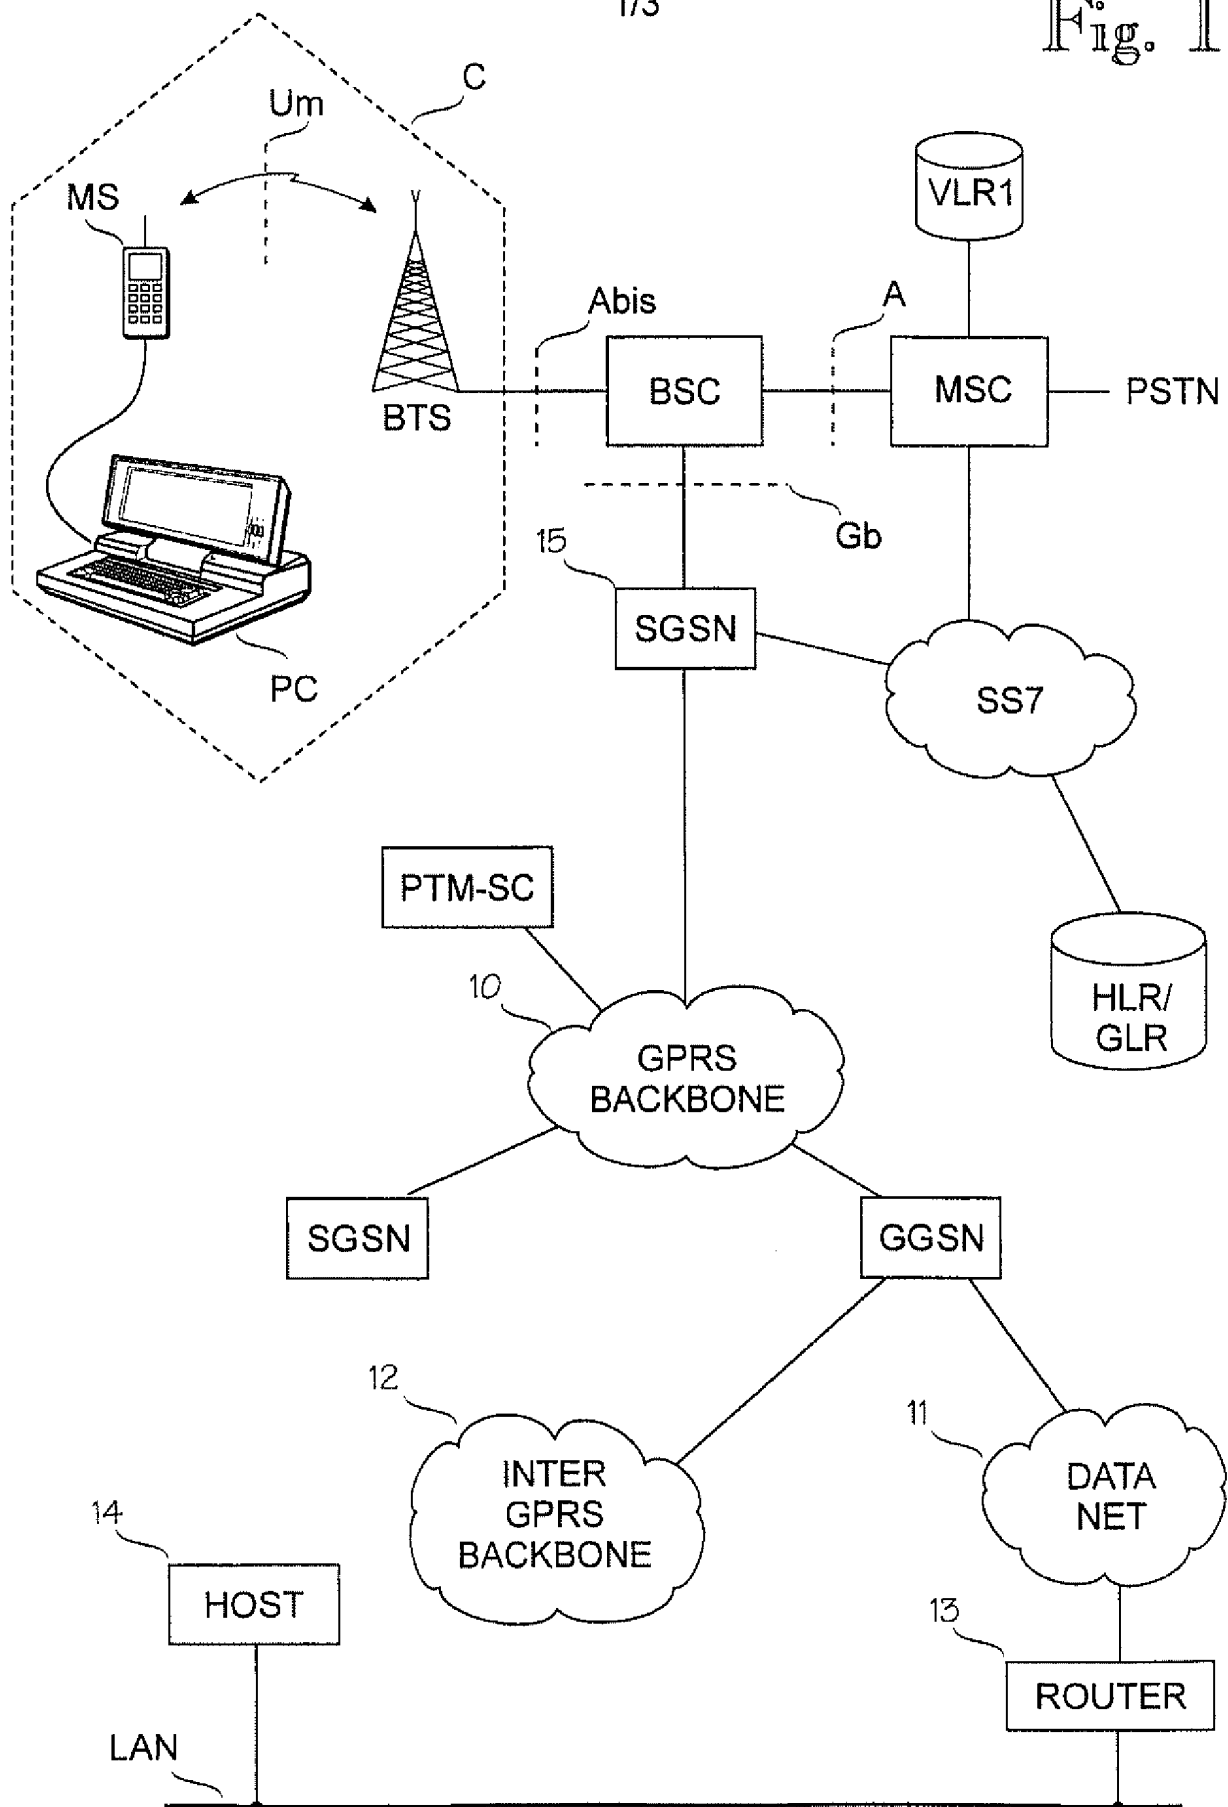 1/3
Fig. 1
C
Um
MS
VLR1
Abis
A
BSC
MSC
PSTN
BTS
Gb
15
SGSN
SS7
PC
PTM-SC
10
HLR/
GLR
GPRS
BACKBONE
SGSN
GGSN
12
11
INTER
GPRS
BACKBONE
DATA
NET
14
HOST
13
ROUTER
LAN